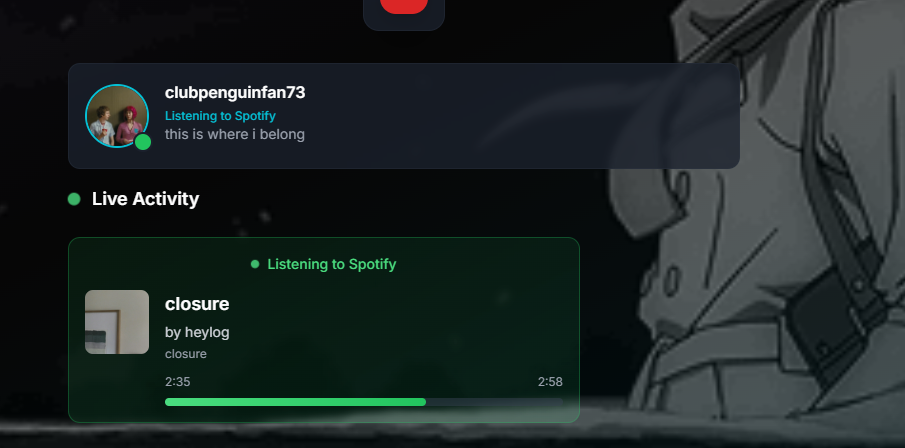 clubpenguinfan73
Listening to Spotify
this is where i belong
Live Activity
Listening to Spotify
closure
by heylog
closure
2:35
2:58